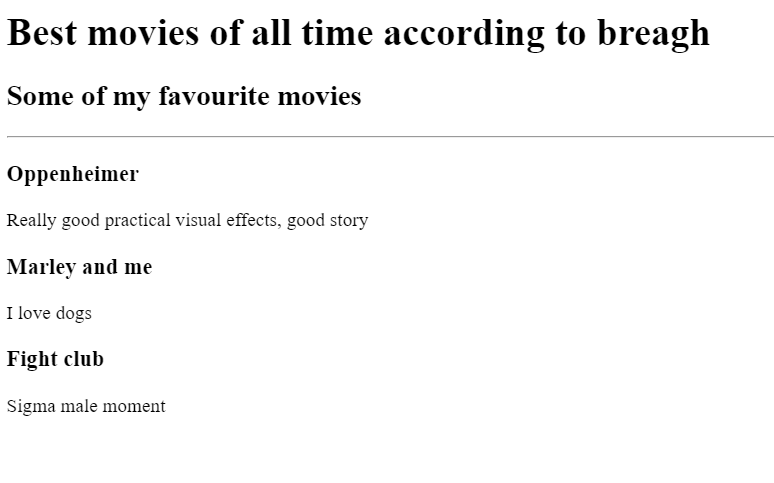 Best movies of all time according to breagh
Some of my favourite movies
Oppenheimer
Really good practical visual effects, good story
Marley and me
I love dogs
Fight club
Sigma male moment